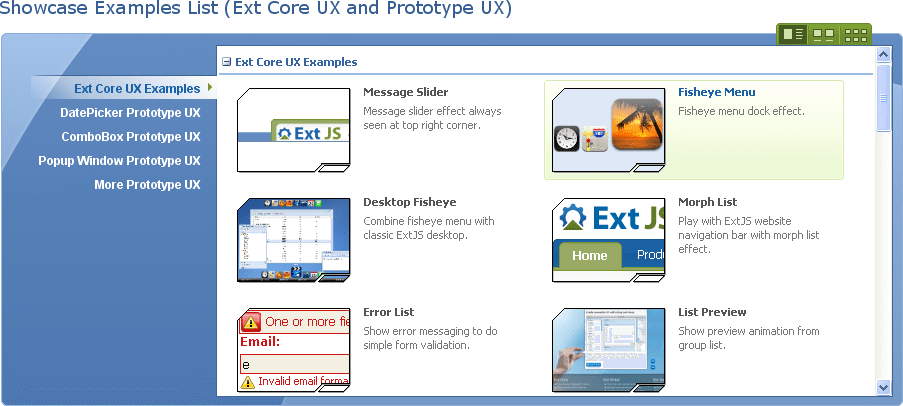 Showcase Examples List (Ext Core UX and Prototype UX)
Ext Core UX Examples
DatePicker Prototype UX
ComboBox Prototype UX
Popup Window Prototype UX
More Prototype UX
Ext Core UX Examples
Ext JS
Message Slider
Message slider effect always
seen at top right corner.
Fisheye Menu
Fisheye menu dock effect.
Desktop Fisheye
Combine fisheye menu with
classic ExtJS desktop.
Ext JS
Home
Produ
Morph List
Play with ExtJS website
navigation bar with morph list
effect.
One or more fie
Email:
e
Invalid email forma
Error List
Show error messaging to do
simple form validation.
List Preview
Show preview animation from
group list.